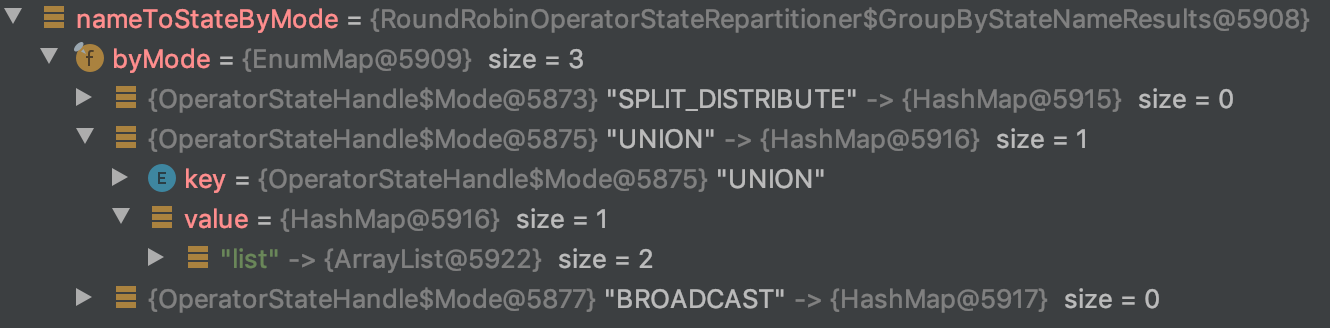 nameToStateByMode = {RoundRobinOperatorStateRepartitioner$GroupByStateNameResults@5908}
f byMode = {EnumMap@5909} size = 3
{OperatorStateHandle$Mode@5873} "SPLIT_DISTRIBUTE" -> {HashMap@5915} size = 0
{OperatorStateHandle$Mode@5875} "UNION" -> {HashMap@5916} size = 1
E key = {OperatorStateHandle$Mode@5875} "UNION"
value = {HashMap@5916} size = 1
"list" -> {ArrayList@5922} size = 2
{OperatorStateHandle$Mode@5877} "BROADCAST" -> {HashMap@5917} size = 0